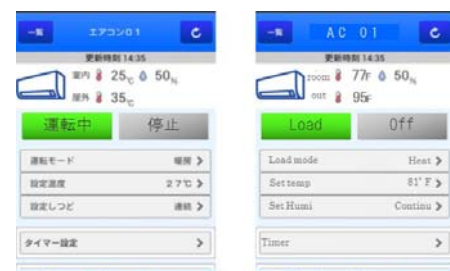 一覧 エアコン01
更新時刻 14:35
室内 25℃ 50%
屋外 35℃
運転中 停止
運転モード 暖房
設定温度 27℃
設定しつど 連続
タイマー設定
一覧 AC 01
更新時刻 14:35
room 77F 50%
out 95F
Load Off
Load mode Heat
Set temp 81°F
Set Humi Continu
Timer